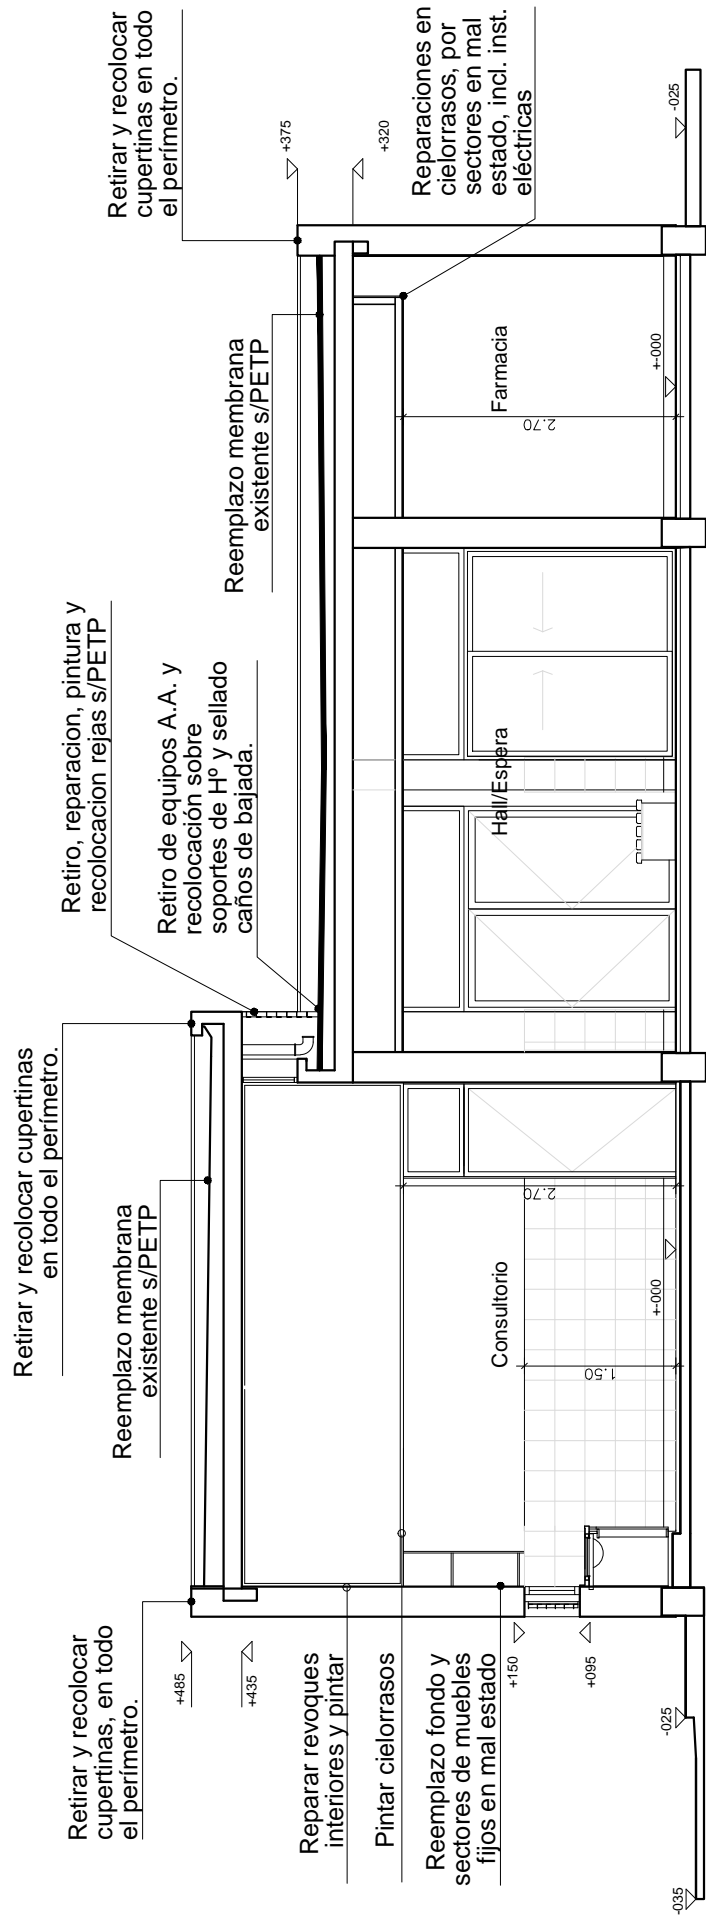 Retirar y recolocar cupertinas
en todo el perímetro.
Retirar y recolocar
cupertinas, en todo
el perímetro.
Reemplazo membrana
existente s/PETP
Retiro, reparacion, pintura y
recolocacion rejas s/PETP
Retiro de equipos A.A. y
recolocación sobre
soportes de Hº y sellado
caños de bajada.
Reemplazo membrana
existente s/PETP
Retirar y recolocar
cupertinas en todo
el perímetro.
+485
+435
+375
+320
Reparar revoques
interiores y pintar
Pintar cielorrasos
Reemplazo fondo y
sectores de muebles
fijos en mal estado
Reparaciones en
cielorrasos, por
sectores en mal
estado, incl. inst.
eléctricas
Consultorio
Hall/Espera
Farmacia
+150
+095
1.50
2.70
2.70
+-000
+-000
-035
-025
-025